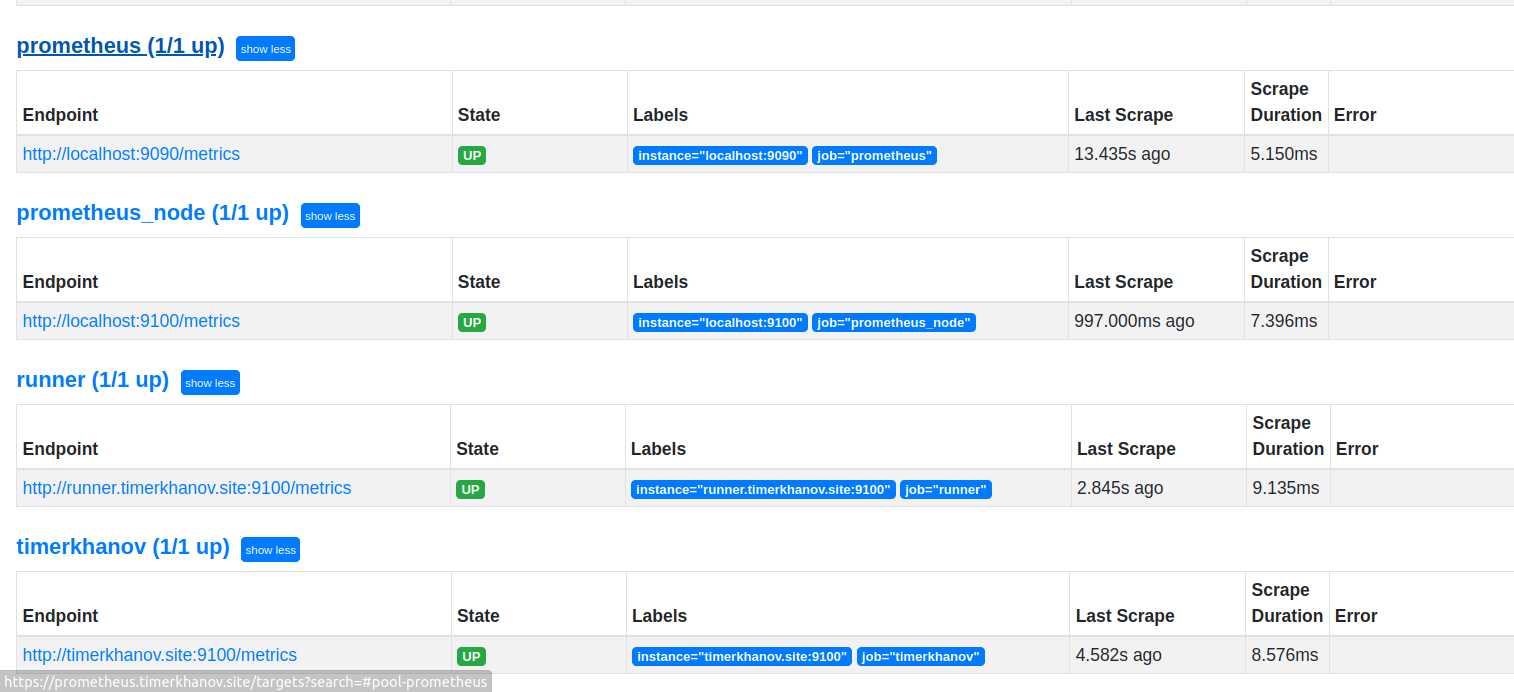 prometheus (1/1 up) show less
Scrape
Endpoint State Labels Last Scrape Duration Error
http://localhost:9090/metrics UP instance="localhost:9090" job="prometheus" 13.435s ago 5.150ms
prometheus_node (1/1 up) show less
Scrape
Endpoint State Labels Last Scrape Duration Error
http://localhost:9100/metrics UP instance="localhost:9100" job="prometheus_node" 997.000ms ago 7.396ms
runner (1/1 up) show less
Scrape
Endpoint State Labels Last Scrape Duration Error
http://runner.timerkhanov.site:9100/metrics UP instance="runner.timerkhanov.site:9100" job="runner" 2.845s ago 9.135ms
timerkhanov (1/1 up) show less
Scrape
Endpoint State Labels Last Scrape Duration Error
http://timerkhanov.site:9100/metrics UP instance="timerkhanov.site:9100" job="timerkhanov" 4.582s ago 8.576ms
https://prometheus.timerkhanov.site/targets?search=#pool-prometheus